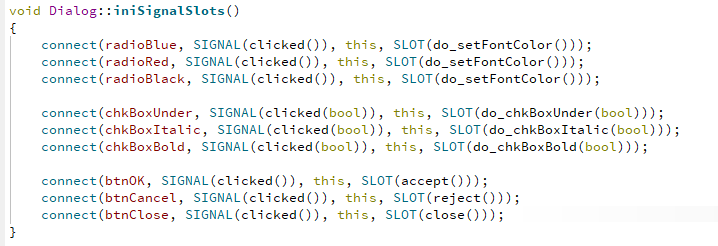 void Dialog::iniSignalSlots()
{
    connect(radioBlue, SIGNAL(clicked()), this, SLOT(do_setFontColor()));
    connect(radioRed, SIGNAL(clicked()), this, SLOT(do_setFontColor()));
    connect(radioBlack, SIGNAL(clicked()), this, SLOT(do_setFontColor()));

    connect(chkBoxUnder, SIGNAL(clicked(bool)), this, SLOT(do_chkBoxUnder(bool)));
    connect(chkBoxItalic, SIGNAL(clicked(bool)), this, SLOT(do_chkBoxItalic(bool)));
    connect(chkBoxBold, SIGNAL(clicked(bool)), this, SLOT(do_chkBoxBold(bool)));

    connect(btnOK, SIGNAL(clicked()), this, SLOT(accept()));
    connect(btnCancel, SIGNAL(clicked()), this, SLOT(reject()));
    connect(btnClose, SIGNAL(clicked()), this, SLOT(close()));
}